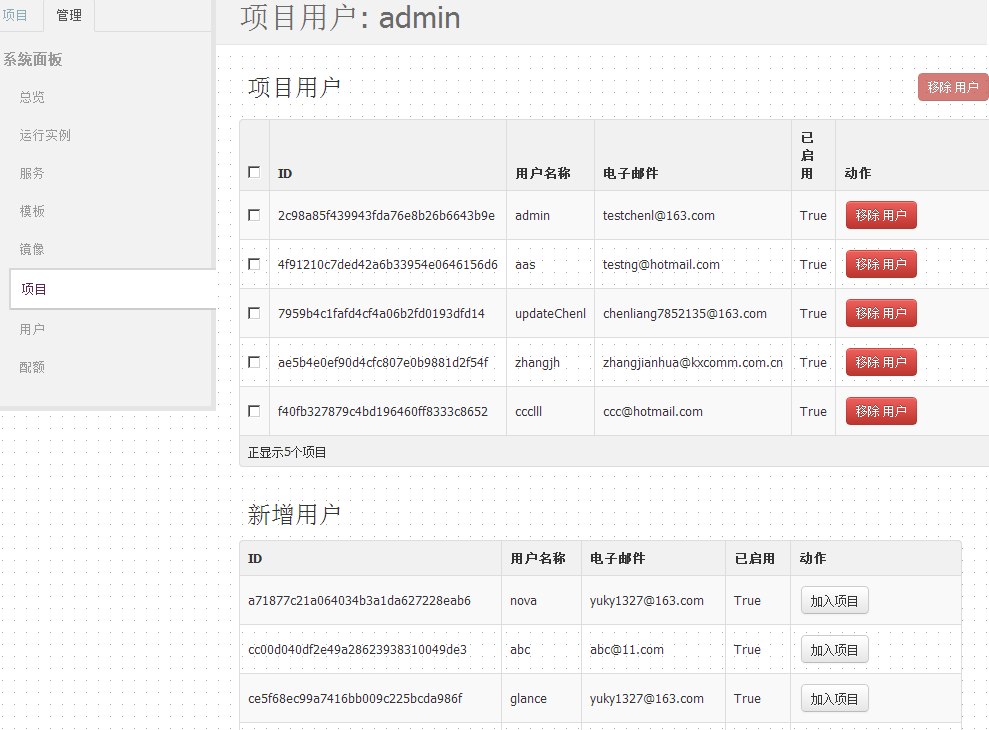 项目 管理
系统面板
总览
运行实例
服务
模板
镜像
项目
用户
配额
项目用户: admin
项目用户 移除 用户
ID 用户名称 电子邮件 已启用 动作
2c98a85f439943fda76e8b26b6643b9e admin testchenl@163.com True 移除 用户
4f91210c7ded42a6b33954e0646156d6 aas testng@hotmail.com True 移除 用户
7959b4c1fafd4cf4a06b2fd0193dfd14 updateChenl chenliang7852135@163.com True 移除 用户
ae5b4e0ef90d4cfc807e0b9881d2f54f zhangjh zhangjianhua@kxcomm.com.cn True 移除 用户
f40fb327879c4bd196460ff8333c8652 ccclll ccc@hotmail.com True 移除 用户
正显示5个项目
新增用户
ID 用户名称 电子邮件 已启用 动作
a71877c21a064034b3a1da627228eab6 nova yuky1327@163.com True 加入项目
cc00d040df2e49a28623938310049de3 abc abc@11.com True 加入项目
ce5f68ec99a7416bb009c225bcda986f glance yuky1327@163.com True 加入项目